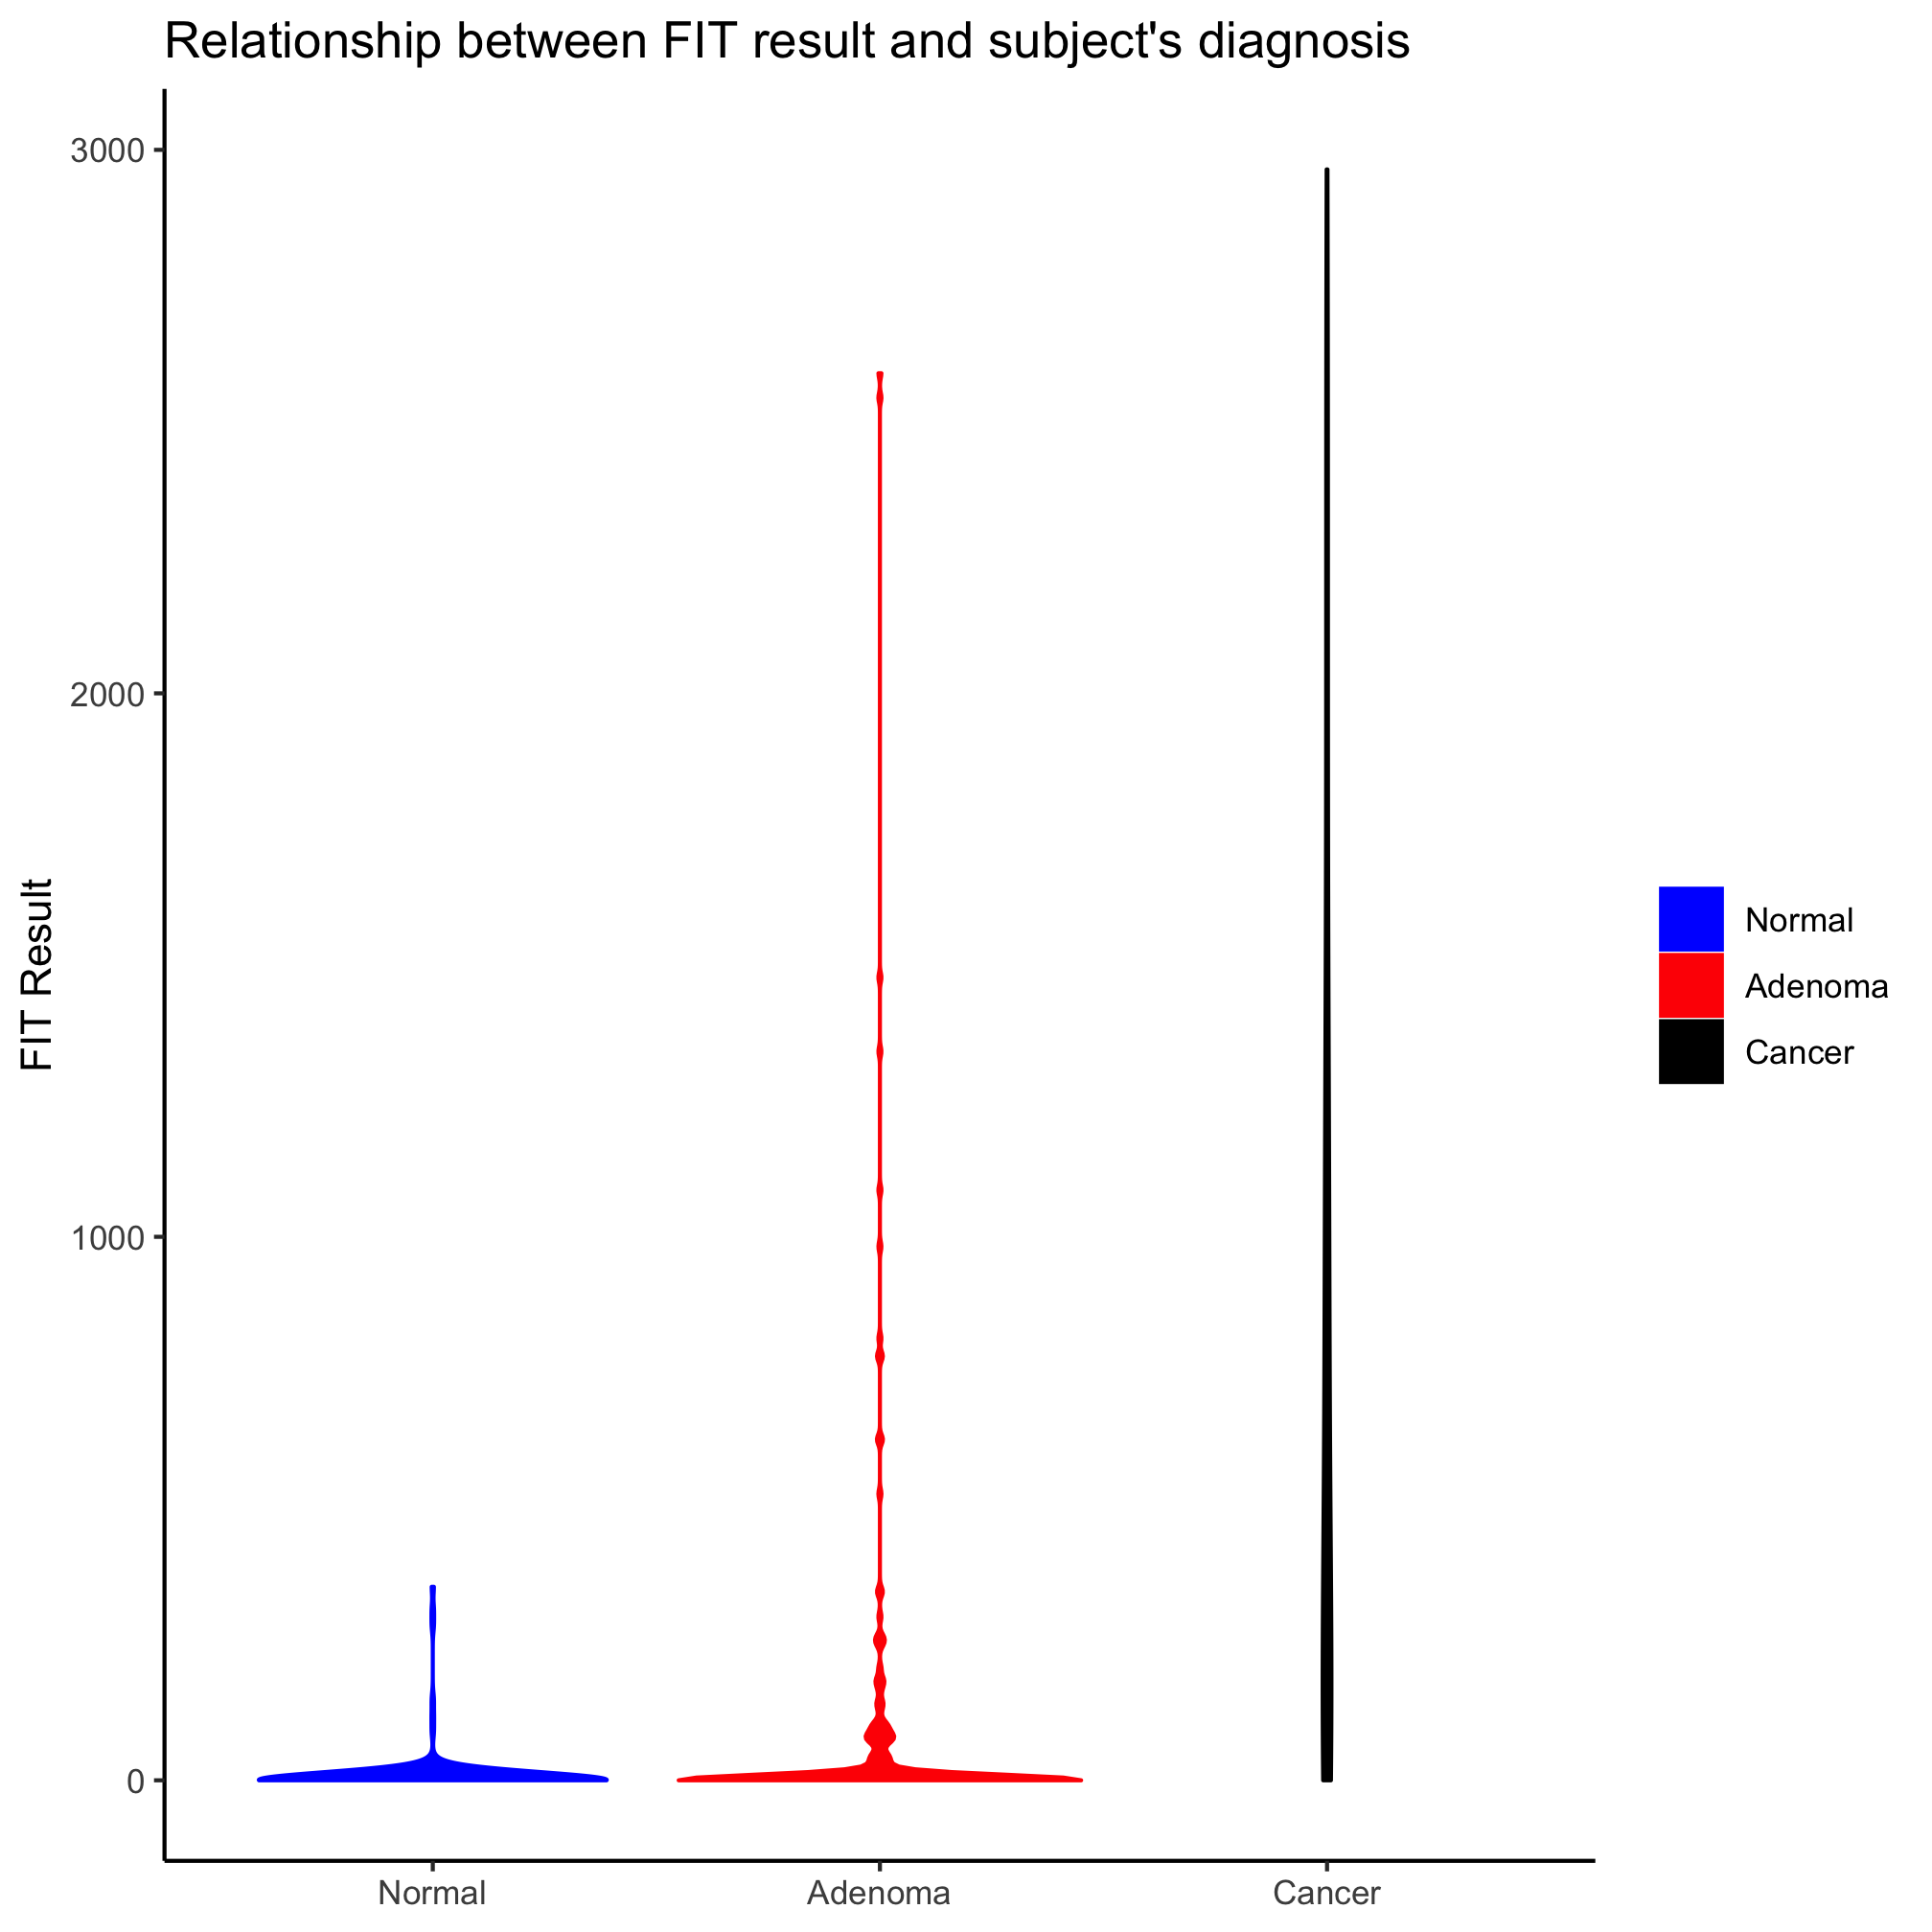 Relationship between FIT result and subject's diagnosis
3000
2000
1000
0
FIT Result
Normal
Adenoma
Cancer
Normal
Adenoma
Cancer